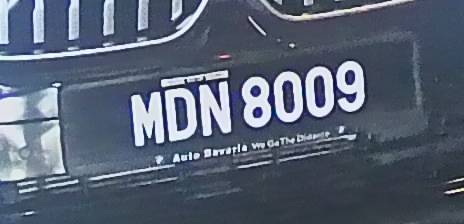 MDN 8009
Auto Bavaria We Go The Distance